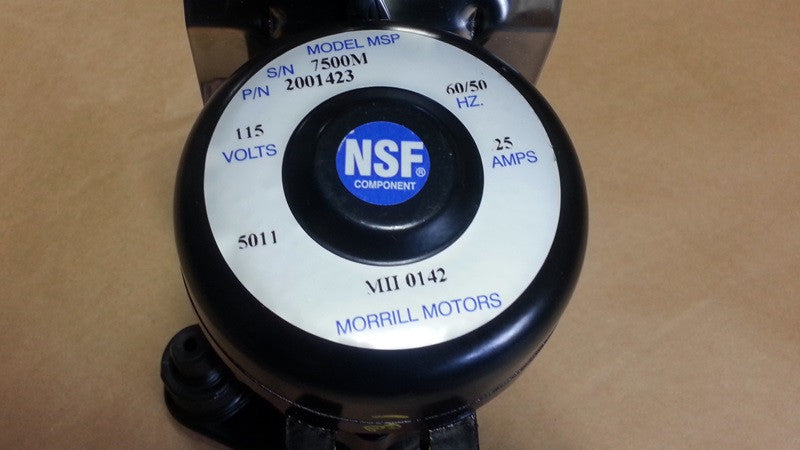 MODEL MSP
S/N 7500M
P/N 2001423
60/50
HZ.
115
VOLTS
25
AMPS
NSF®
COMPONENT
5011
MII 0142
MORRILL MOTORS